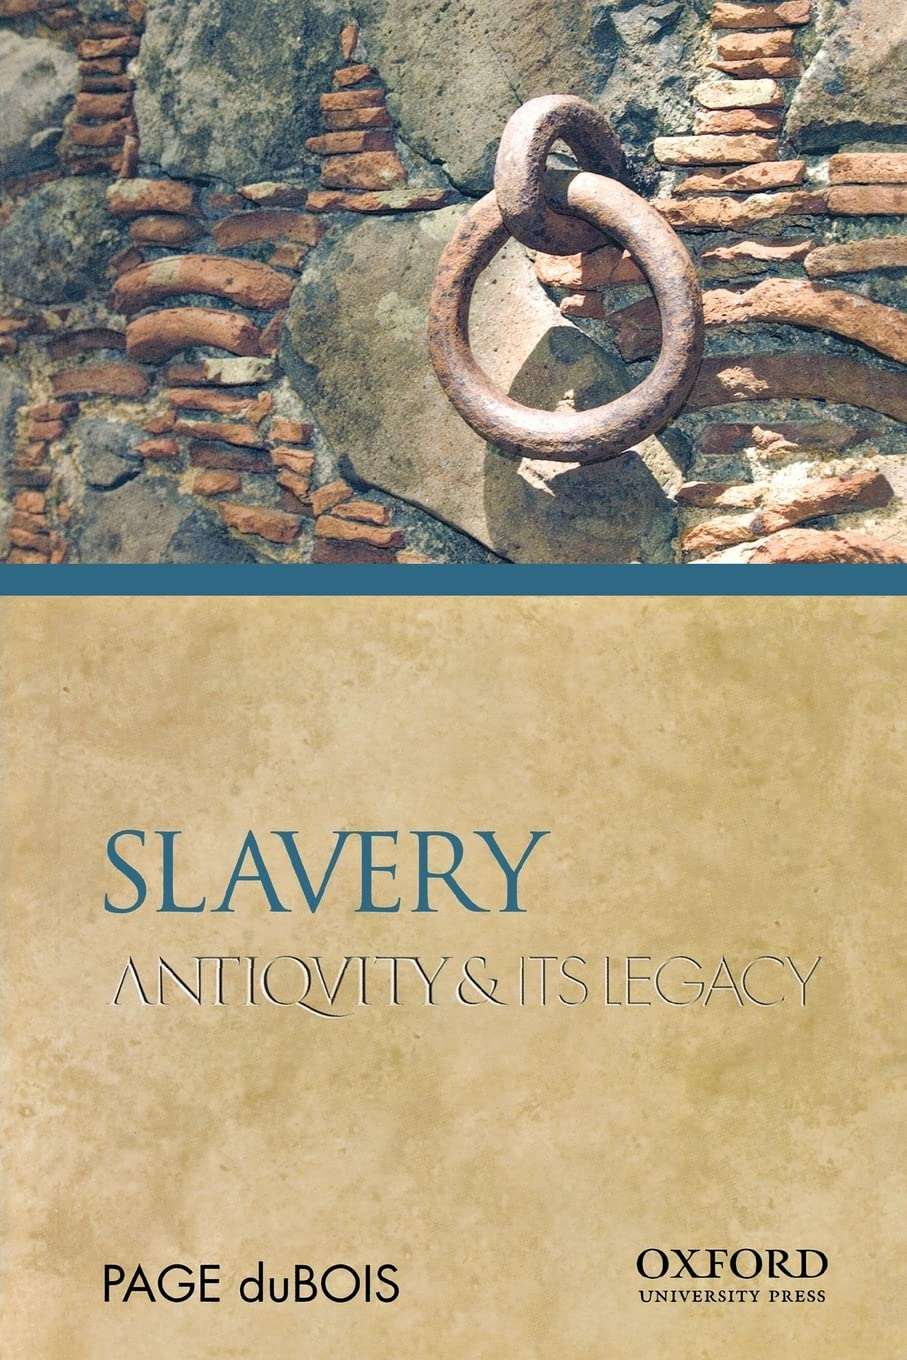 SLAVERY
ANTIQVITY & ITS LEGACY
PAGE duBOIS
OXFORD
UNIVERSITY PRESS